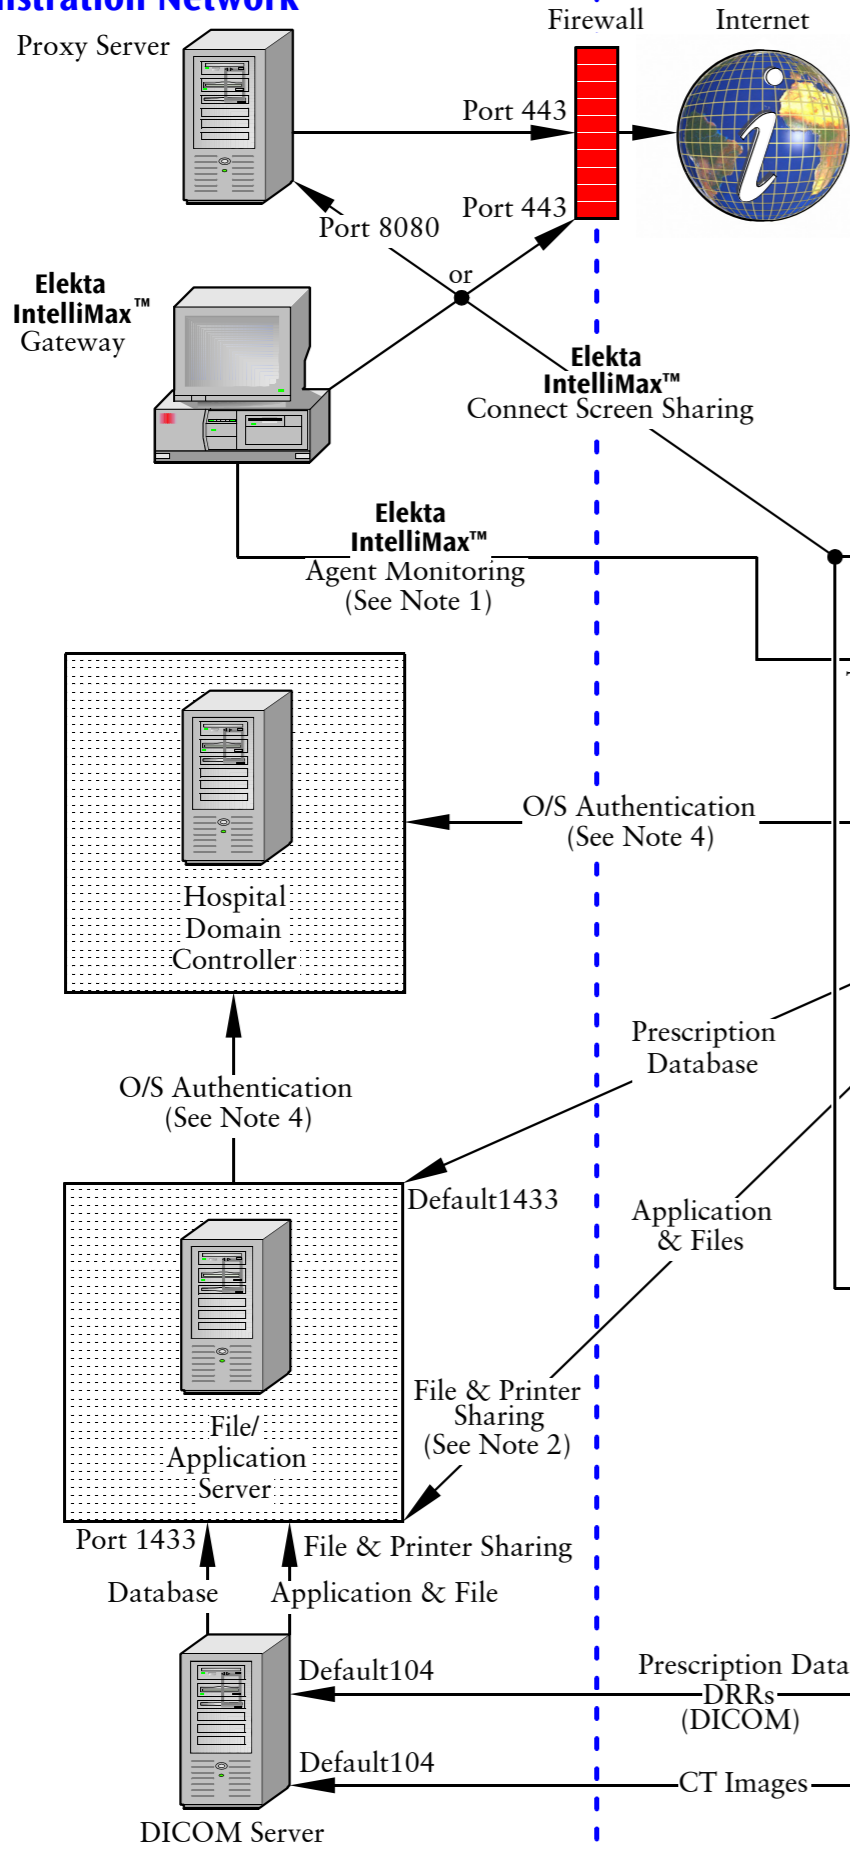 Network
Firewall
Internet
Proxy Server
Port 443
Port 443
Port 8080
or
Elekta
IntelliMax™
Gateway
Elekta
IntelliMax™
Connect Screen Sharing
Elekta
IntelliMax™
Agent Monitoring
(See Note 1)
O/S Authentication
(See Note 4)
Hospital
Domain
Controller
Prescription
Database
O/S Authentication
(See Note 4)
Default1433
Application
& Files
File & Printer
Sharing
(See Note 2)
File/
Application
Server
Port 1433
File & Printer Sharing
Database
Application & File
Default104
Prescription Data
DRRs
(DICOM)
Default104
CT Images
DICOM Server